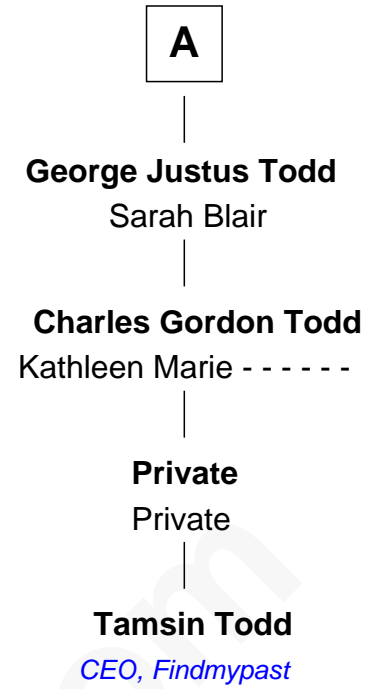 A
George Justus Todd
Sarah Blair
Charles Gordon Todd
Kathleen Marie - - - - - -
Private
Private
Tamsin Todd
CEO, Findmypast